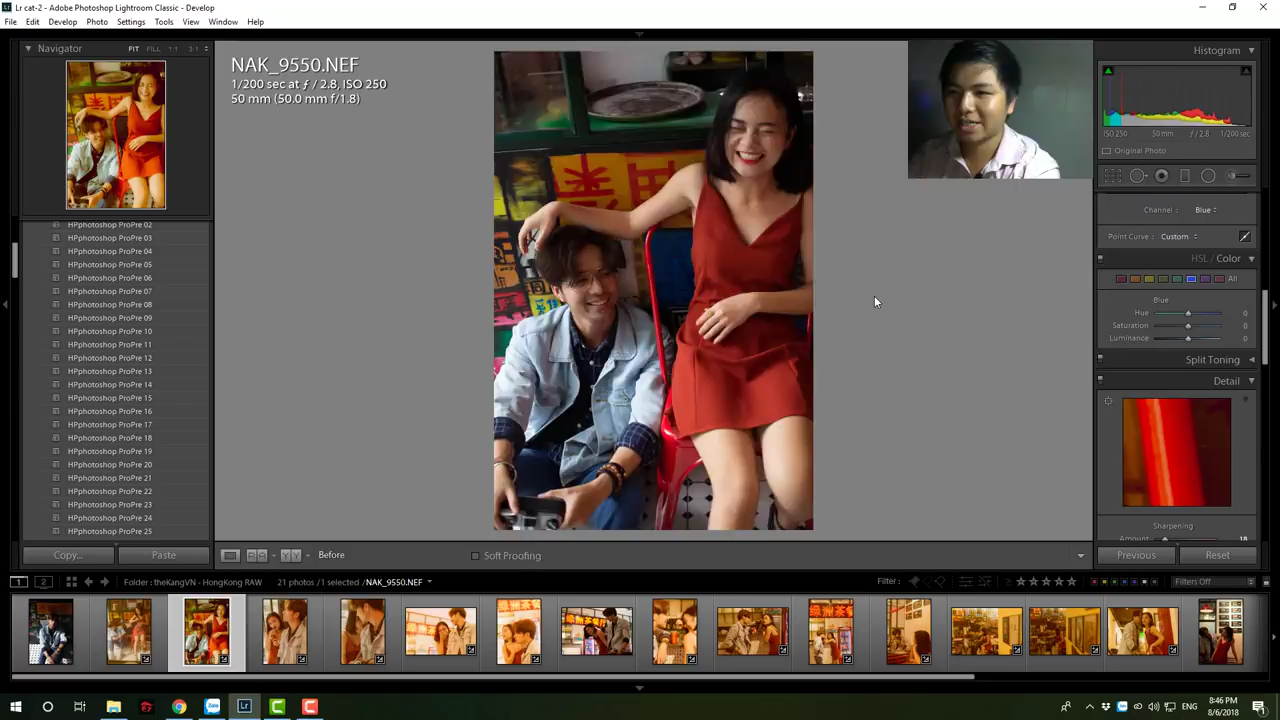 Lr cat-2 - Adobe Photoshop Lightroom Classic - Develop
File Edit Develop Photo Settings Tools View Window Help
Navigator FIT FILL 1:1 3:1
HPphotoshop ProPre 02
HPphotoshop ProPre 03
HPphotoshop ProPre 04
HPphotoshop ProPre 05
HPphotoshop ProPre 06
HPphotoshop ProPre 07
HPphotoshop ProPre 08
HPphotoshop ProPre 09
HPphotoshop ProPre 10
HPphotoshop ProPre 11
HPphotoshop ProPre 12
HPphotoshop ProPre 13
HPphotoshop ProPre 14
HPphotoshop ProPre 15
HPphotoshop ProPre 16
HPphotoshop ProPre 17
HPphotoshop ProPre 18
HPphotoshop ProPre 19
HPphotoshop ProPre 20
HPphotoshop ProPre 21
HPphotoshop ProPre 22
HPphotoshop ProPre 23
HPphotoshop ProPre 24
HPphotoshop ProPre 25
Copy... Paste
NAK_9550.NEF
1/200 sec at ƒ / 2.8, ISO 250
50 mm (50.0 mm f/1.8)
Before Soft Proofing
Histogram
ISO 250 50 mm ƒ / 2.8 1/200 sec
Original Photo
Channel : Blue
Point Curve : Custom
HSL / Color
All
Blue
Hue 0
Saturation 0
Luminance 0
Split Toning
Detail
Sharpening
Amount 18
Previous Reset
1 2 Folder : theKangVN - HongKong RAW 21 photos / 1 selected / NAK_9550.NEF Filter : Filters Off
ENG 8:46 PM
8/6/2018